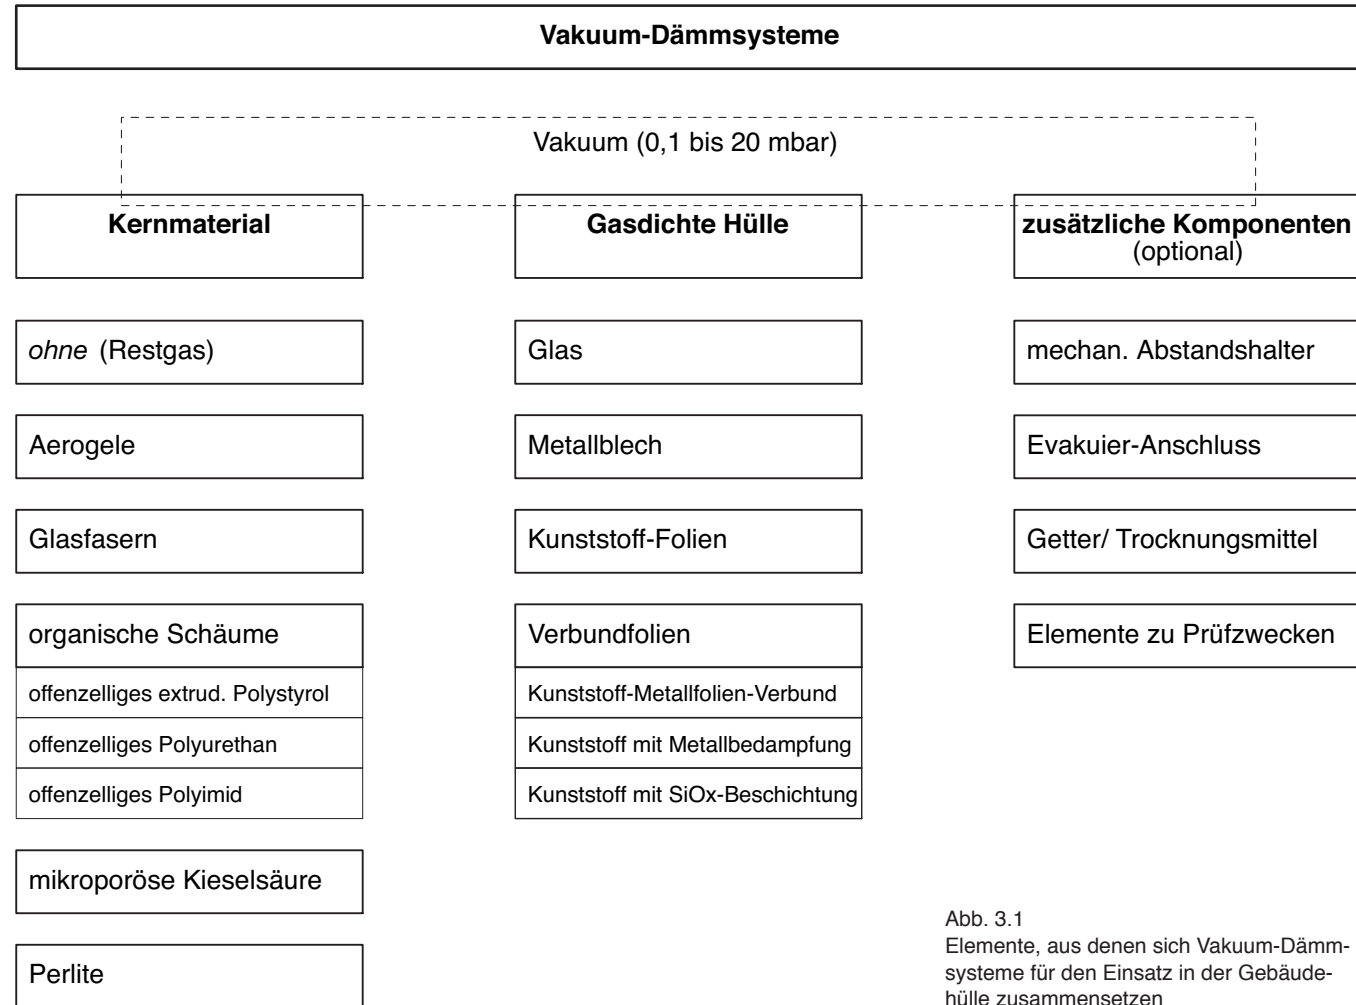 Vakuum-Dämmsysteme
Vakuum (0,1 bis 20 mbar)
Kernmaterial
ohne (Restgas)
Aerogele
Glasfasern
organische Schäume
offenzelliges extrud. Polystyrol
offenzelliges Polyurethan
offenzelliges Polyimid
mikroporöse Kieselsäure
Perlite
Gasdichte Hülle
Glas
Metallblech
Kunststoff-Folien
Verbundfolien
Kunststoff-Metallfolien-Verbund
Kunststoff mit Metallbedampfung
Kunststoff mit SiOx-Beschichtung
zusätzliche Komponenten
(optional)
mechan. Abstandshalter
Evakuier-Anschluss
Getter/ Trocknungsmittel
Elemente zu Prüfzwecken
Abb. 3.1
Elemente, aus denen sich Vakuum-Dämm-
systeme für den Einsatz in der Gebäude-
hülle zusammensetzen